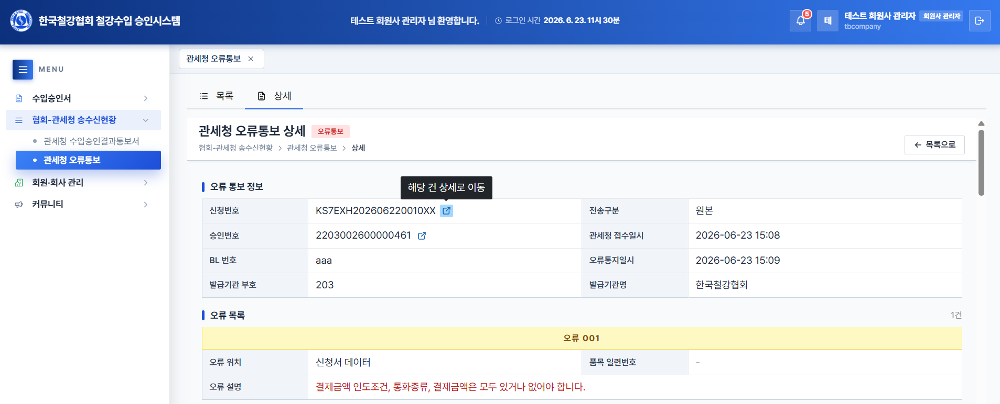 한국철강협회 철강수입 승인시스템
테스트 회원사 관리자 님 환영합니다.
로그인 시간 2026. 6. 23. 11시 30분
5
테
테스트 회원사 관리자 회원사 관리자
tbcompany
MENU
수입승인서
협회-관세청 송수신현황
관세청 수입승인결과통보서
관세청 오류통보
회원·회사 관리
커뮤니티
관세청 오류통보
목록 상세
관세청 오류통보 상세 오류통보
협회-관세청 송수신현황 > 관세청 오류통보 > 상세
목록으로
오류 통보 정보
해당 건 상세로 이동
신청번호 KS7EXH202606220010XX 전송구분 원본
승인번호 2203002600000461 관세청 접수일시 2026-06-23 15:08
BL 번호 aaa 오류통지일시 2026-06-23 15:09
발급기관 부호 203 발급기관명 한국철강협회
오류 목록 1건
오류 001
오류 위치 신청서 데이터 품목 일련번호 -
오류 설명 결제금액 인도조건, 통화종류, 결제금액은 모두 있거나 없어야 합니다.